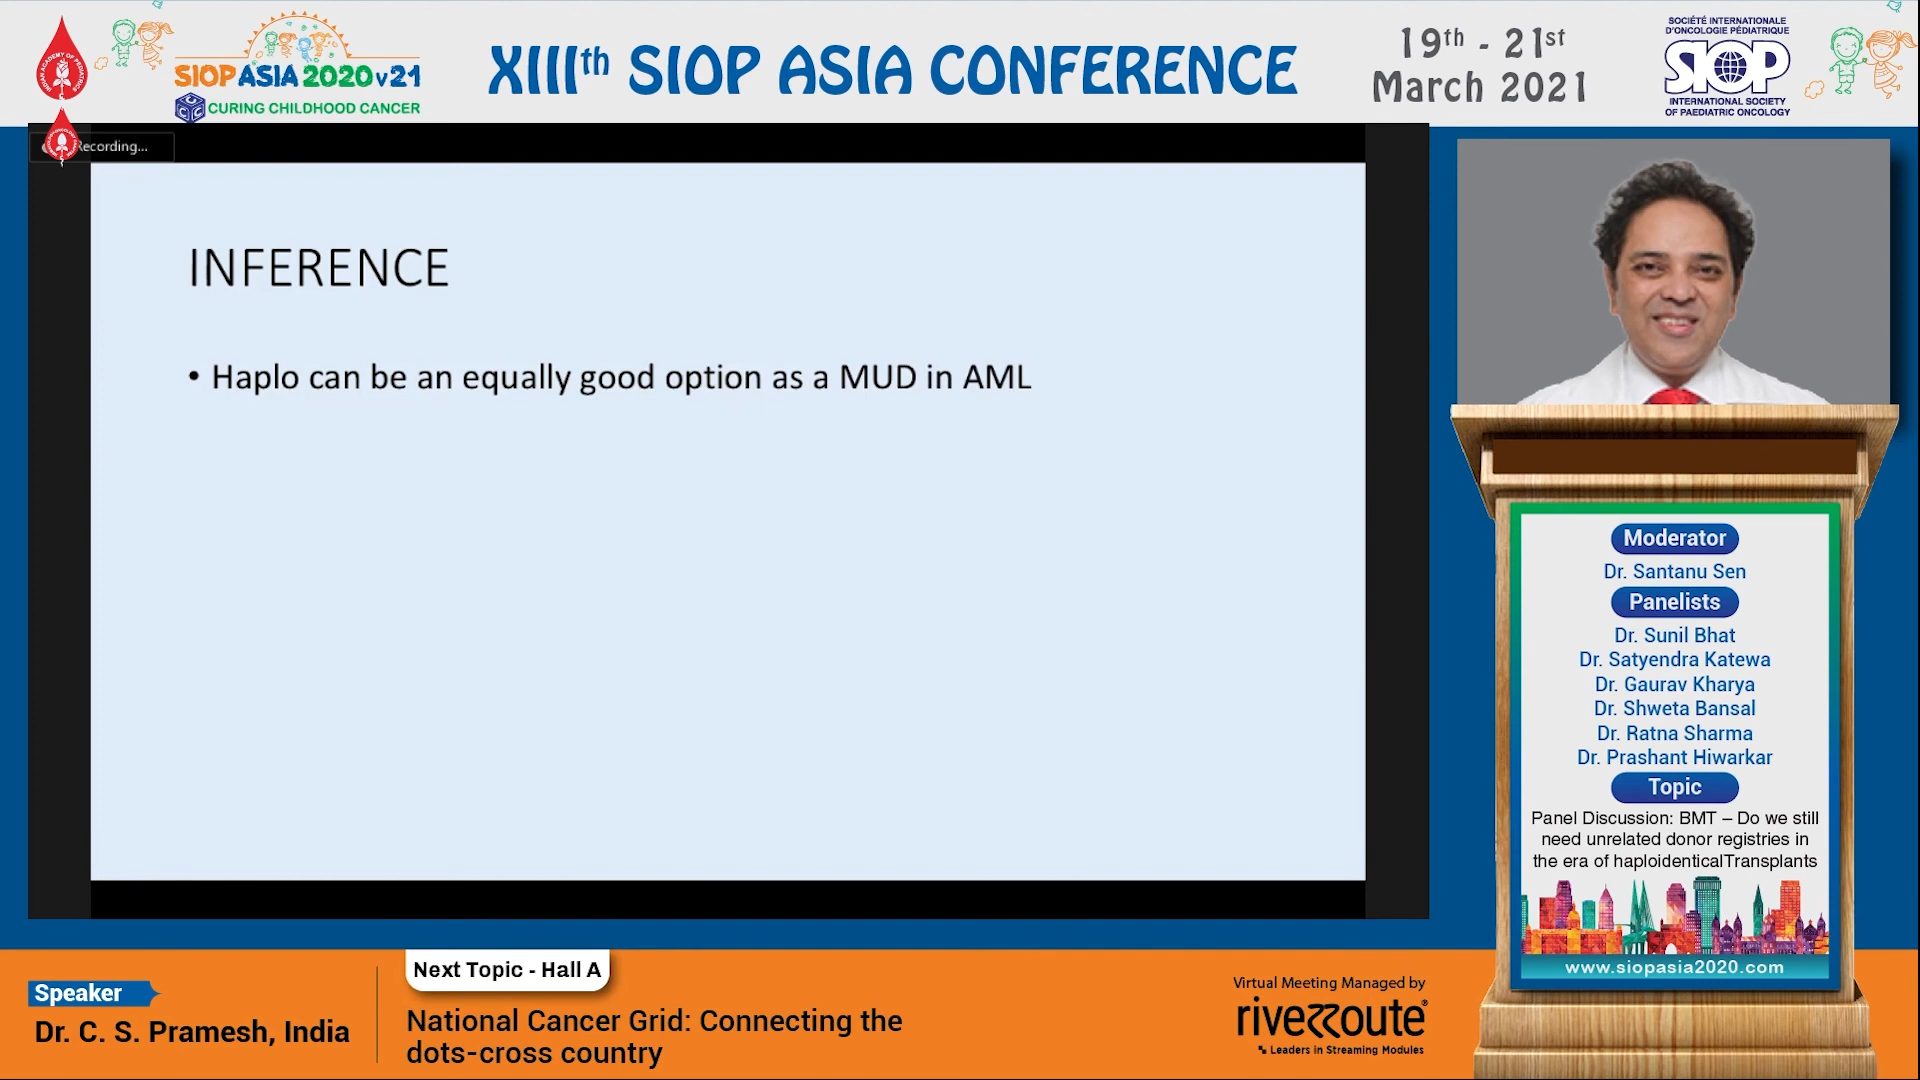 INDIAN ACADEMY OF PEDIATRICS
SIOP ASIA 2020v21
CURING CHILDHOOD CANCER
XIIIth SIOP ASIA CONFERENCE
19th - 21st
March 2021
SOCIÉTÉ INTERNATIONALE
D'ONCOLOGIE PÉDIATRIQUE
SIOP
INTERNATIONAL SOCIETY
OF PAEDIATRIC ONCOLOGY
Recording...
INFERENCE
• Haplo can be an equally good option as a MUD in AML
Moderator
Dr. Santanu Sen
Panelists
Dr. Sunil Bhat
Dr. Satyendra Katewa
Dr. Gaurav Kharya
Dr. Shweta Bansal
Dr. Ratna Sharma
Dr. Prashant Hiwarkar
Topic
Panel Discussion: BMT – Do we still
need unrelated donor registries in
the era of haploidenticalTransplants
www.siopasia2020.com
Speaker
Dr. C. S. Pramesh, India
Next Topic - Hall A
National Cancer Grid: Connecting the
dots-cross country
Virtual Meeting Managed by
riveRoute®
Leaders in Streaming Modules